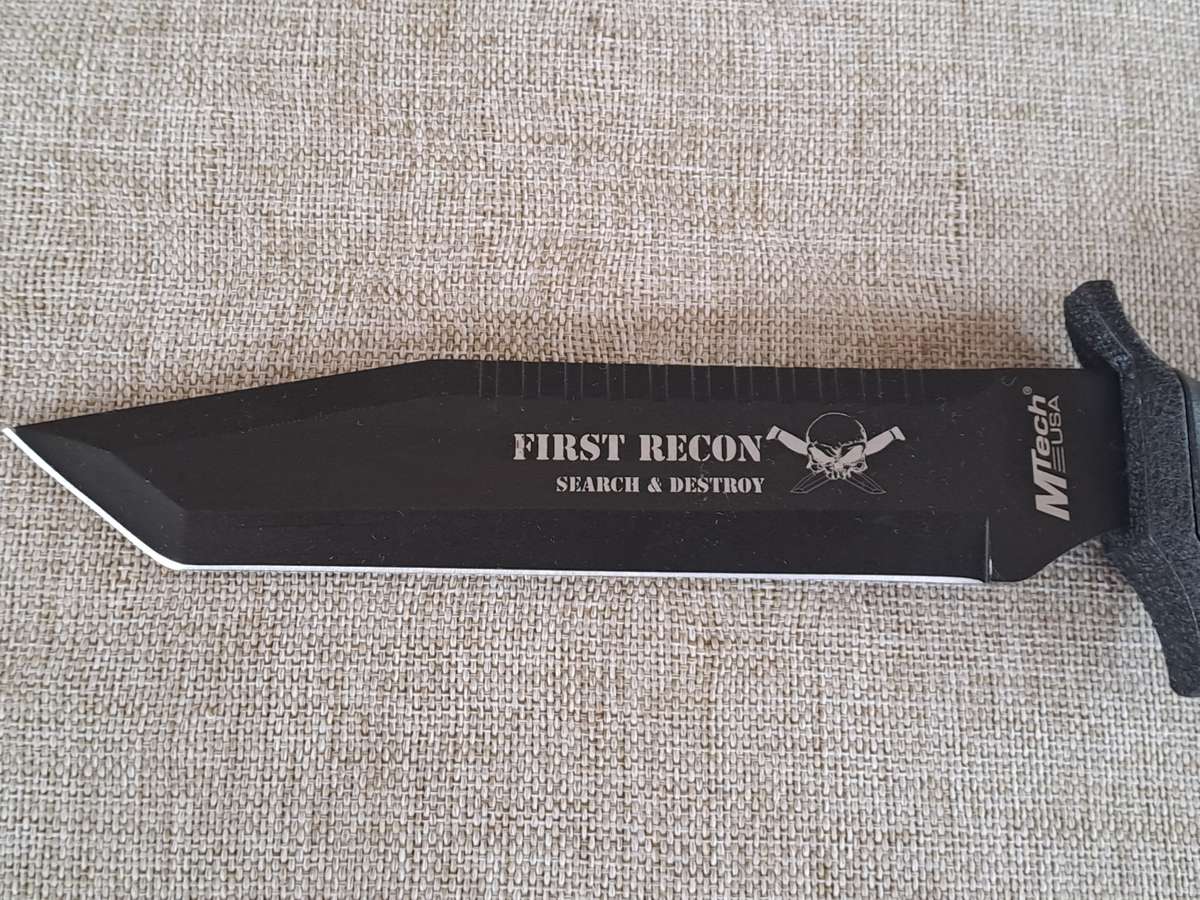 FIRST RECON
SEARCH & DESTROY
MTech®
USA